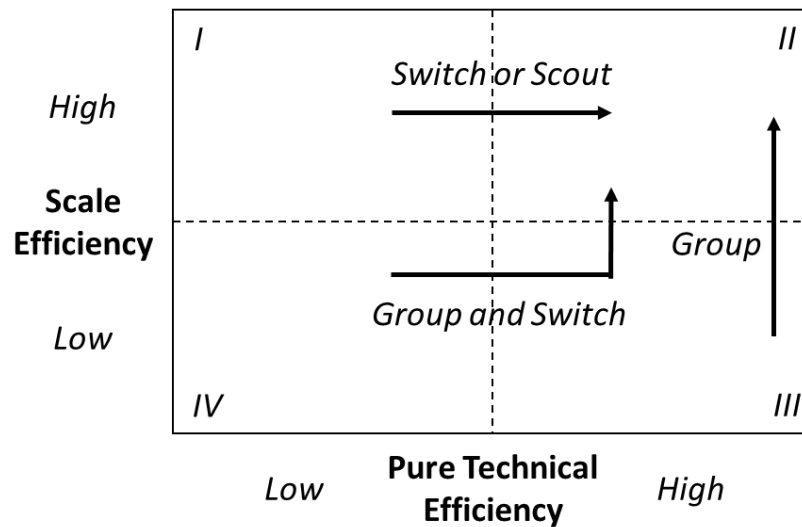 I
II
Switch or Scout
High
Scale
Efficiency
Group
Group and Switch
Low
IV
III
Low
Pure Technical
Efficiency
High